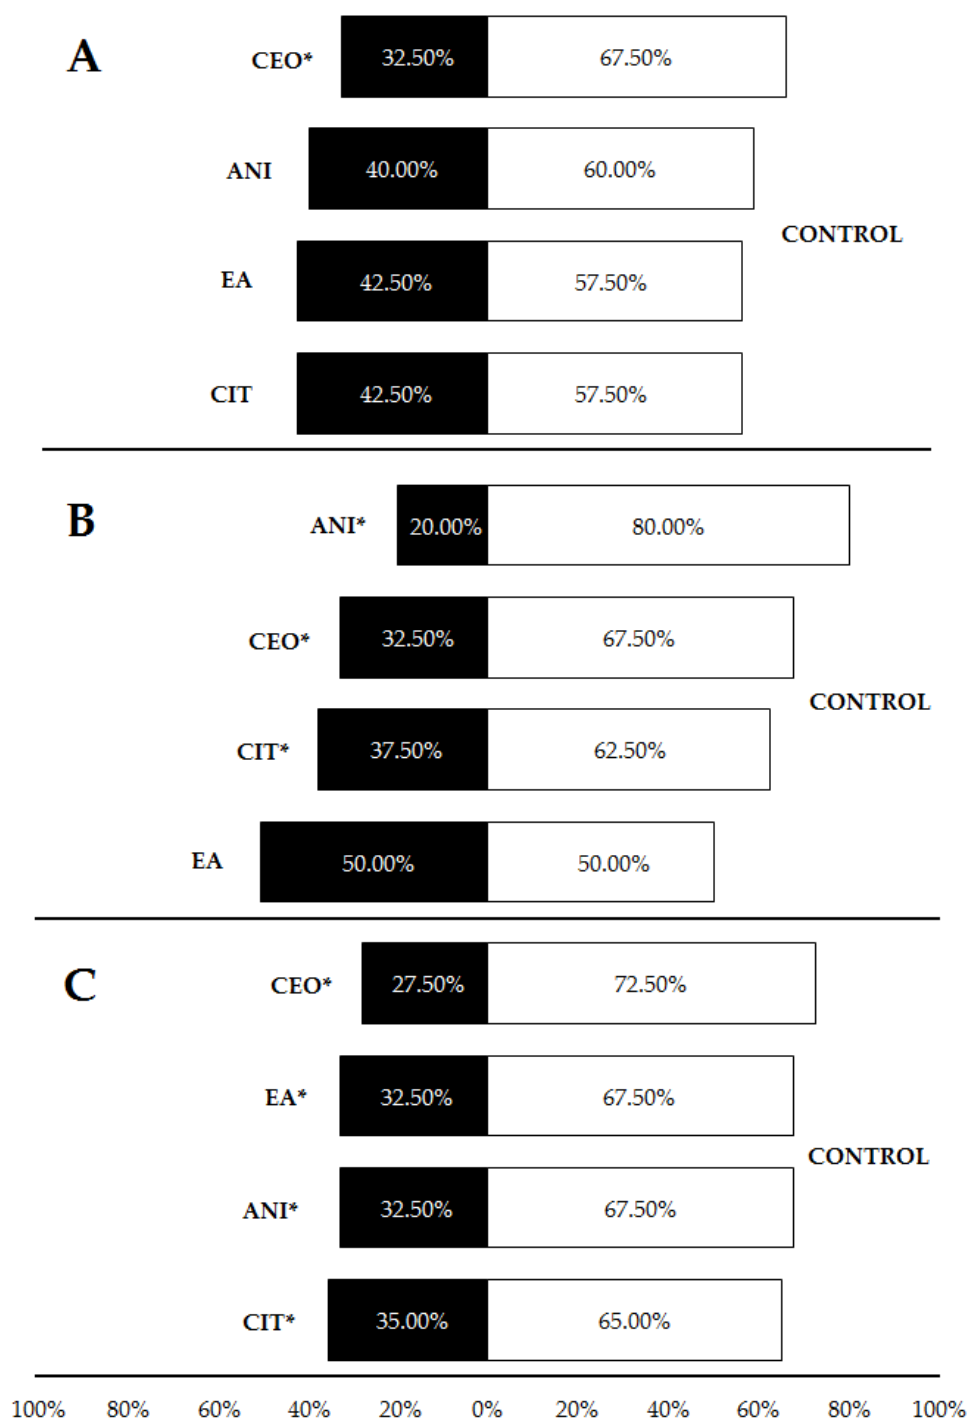 A
CEO* 32.50% 67.50%
ANI 40.00% 60.00%
CONTROL
EA 42.50% 57.50%
CIT 42.50% 57.50%
B
ANI* 20.00% 80.00%
CEO* 32.50% 67.50%
CONTROL
CIT* 37.50% 62.50%
EA 50.00% 50.00%
C
CEO* 27.50% 72.50%
EA* 32.50% 67.50%
CONTROL
ANI* 32.50% 67.50%
CIT* 35.00% 65.00%
100% 80% 60% 40% 20% 0% 20% 40% 60% 80% 100%